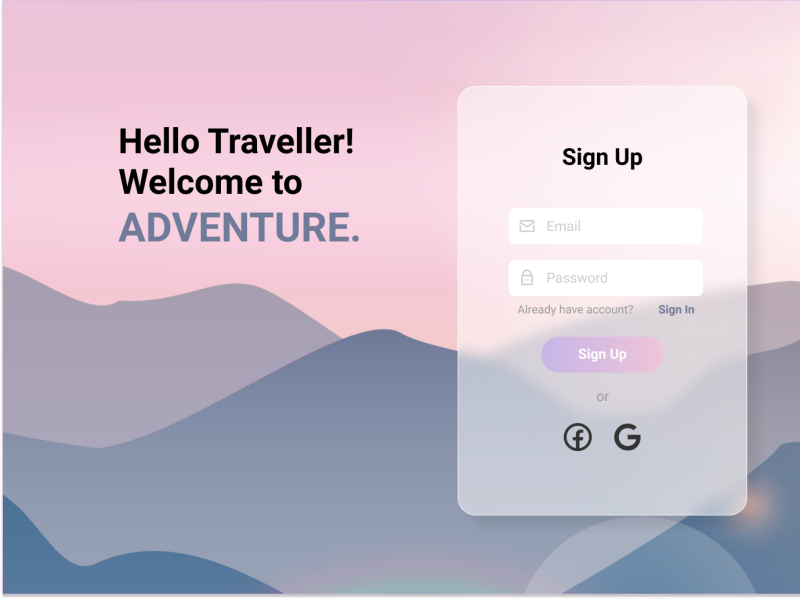 Hello Traveller!
Welcome to
ADVENTURE.
Sign Up
Email
Password
Already have account? Sign In
Sign Up
or